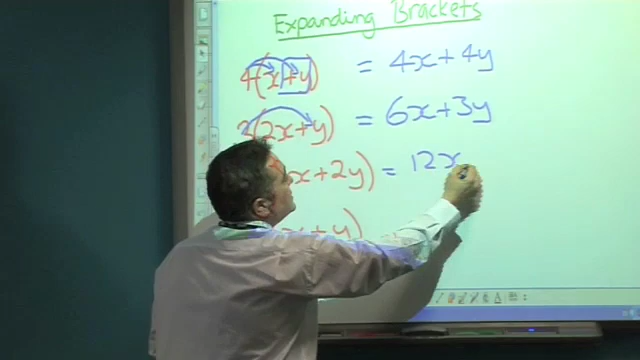 Expanding Brackets
4(x+y) = 4x+4y
3(2x+y) = 6x+3y
x+2y) = 12x
x+y)